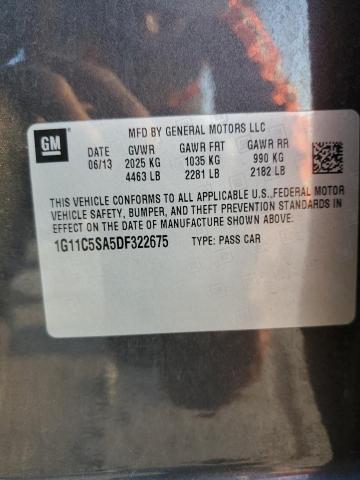 GM
MFD BY GENERAL MOTORS LLC
DATE GVWR GAWR FRT GAWR RR
06/13 2025 KG 1035 KG 990 KG
4463 LB 2281 LB 2182 LB
THIS VEHICLE CONFORMS TO ALL APPLICABLE U.S. FEDERAL MOTOR
VEHICLE SAFETY, BUMPER, AND THEFT PREVENTION STANDARDS IN
EFFECT ON THE DATE OF MANUFACTURE SHOWN ABOVE.
1G11C5SA5DF322675 TYPE: PASS CAR